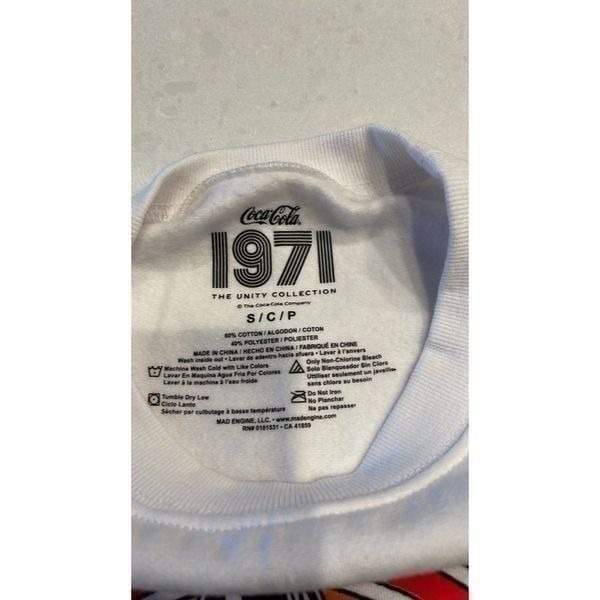 Coca-Cola
1971
THE UNITY COLLECTION
© The Coca-Cola Company
S / C / P
60% COTTON / ALGODON / COTON
40% POLYESTER / POLIESTER
MADE IN CHINA / HECHO EN CHINA / FABRIQUÉ EN CHINE
Wash inside out • Lavar de adentro hacia afuera • Laver à l'envers
Machine Wash Cold with Like Colors
Lavar En Maquina Agua Fria Por Colores
Laver à la machine à l'eau froide
Only Non-Chlorine Bleach
Solo Blanqueador Sin Cloro
Utiliser seulement un javellisant
sans chlore au besoin
Tumble Dry Low
Ciclo Lento
Sécher par culbutage à basse température
Do Not Iron
No Planchar
Ne pas repasser
MAD ENGINE, LLC. • www.madengine.com
RN# 0101531 - CA 41859